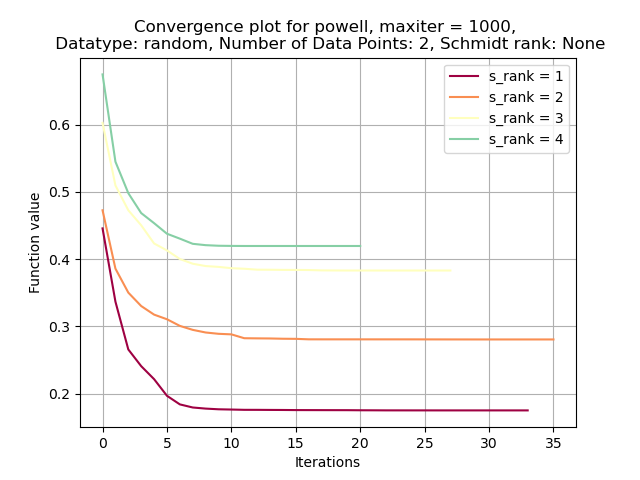 Convergence plot for powell, maxiter = 1000,
Datatype: random, Number of Data Points: 2, Schmidt rank: None
s_rank = 1
s_rank = 2
s_rank = 3
s_rank = 4
Function value
0.6
0.5
0.4
0.3
0.2
0 5 10 15 20 25 30 35
Iterations